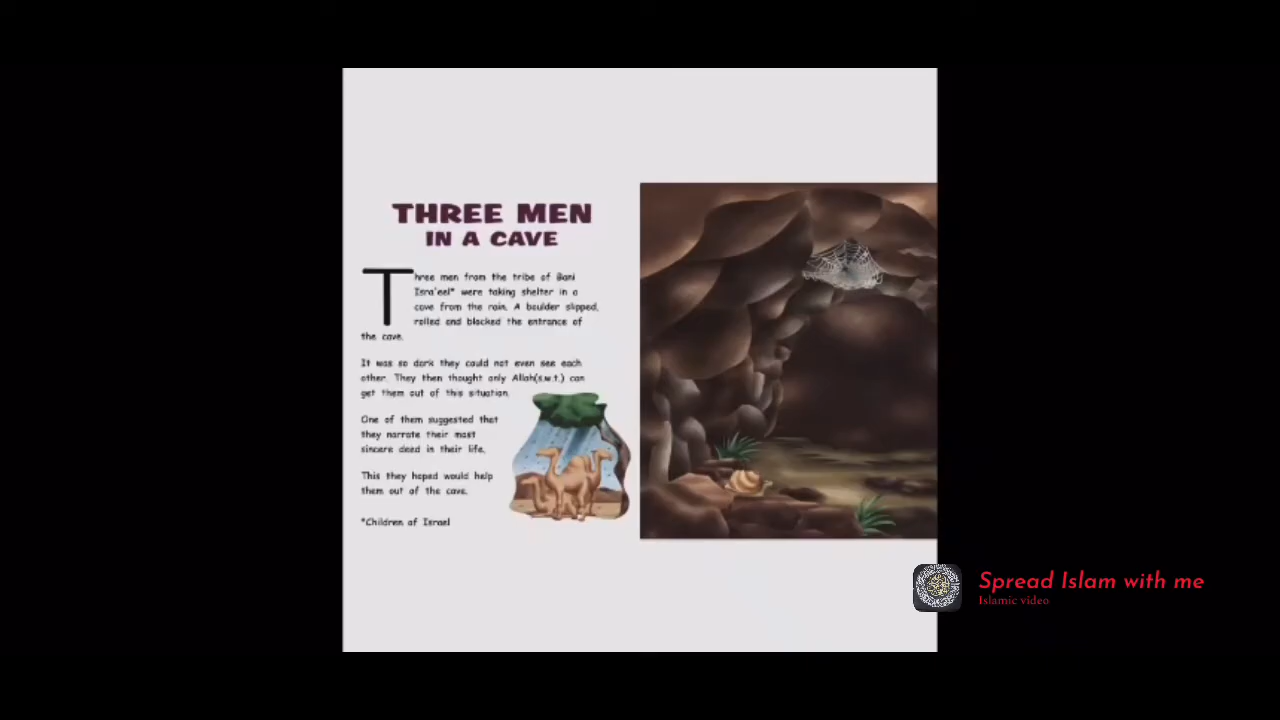 THREE MEN
IN A CAVE
Three men from the tribe of Bani
Isra'eel* were taking shelter in a
cave from the rain. A boulder slipped,
rolled and blocked the entrance of
the cave.
It was so dark they could not even see each
other. They then thought only Allah(s.w.t.) can
get them out of this situation.
One of them suggested that
they narrate their most
sincere deed in their life.
This they hoped would help
them out of the cave.
*Children of Israel
Spread Islam with me
Islamic video